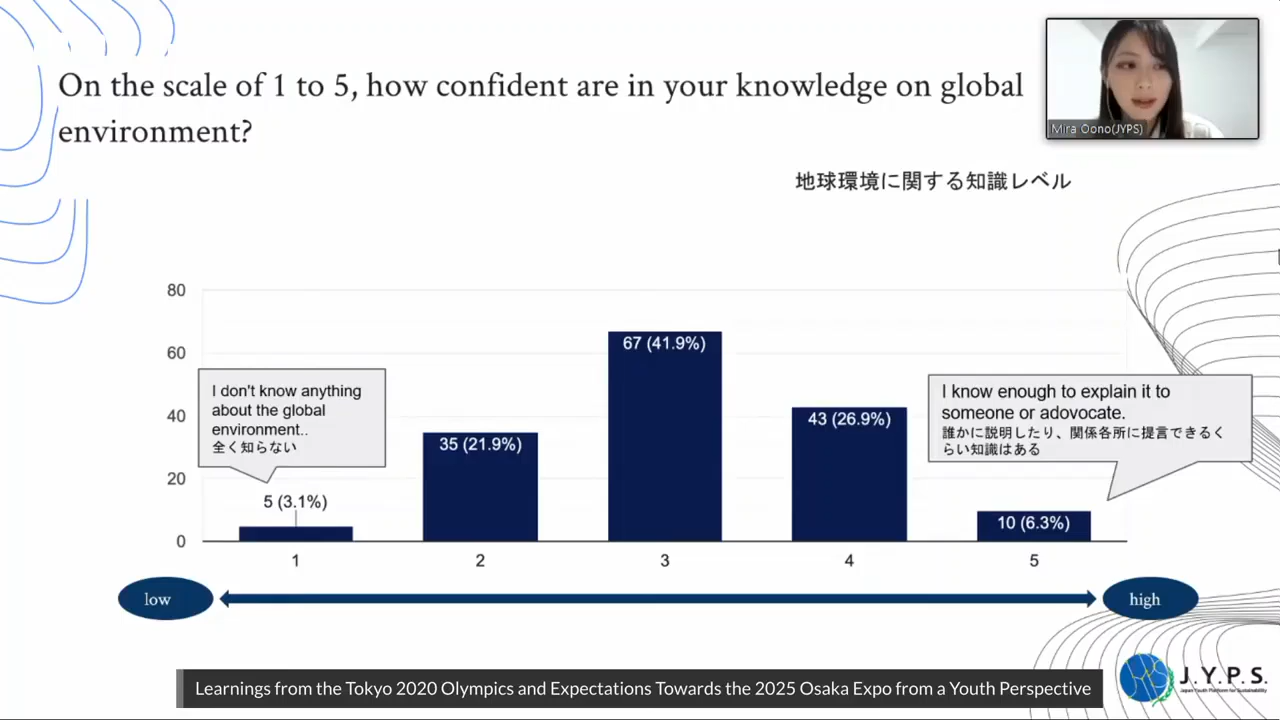 On the scale of 1 to 5, how confident are in your knowledge on global
environment?
Mira Oono(JYPS)
地球環境に関する知識レベル
80
60
40
20
0
I don't know anything
about the global
environment..
全く知らない
5 (3.1%)
35 (21.9%)
67 (41.9%)
43 (26.9%)
10 (6.3%)
I know enough to explain it to
someone or adovocate.
誰かに説明したり、関係各所に提言できるく
らい知識はある
1
2
3
4
5
low
high
Learnings from the Tokyo 2020 Olympics and Expectations Towards the 2025 Osaka Expo from a Youth Perspective
J.Y.P.S.
Japan Youth Platform for Sustainability